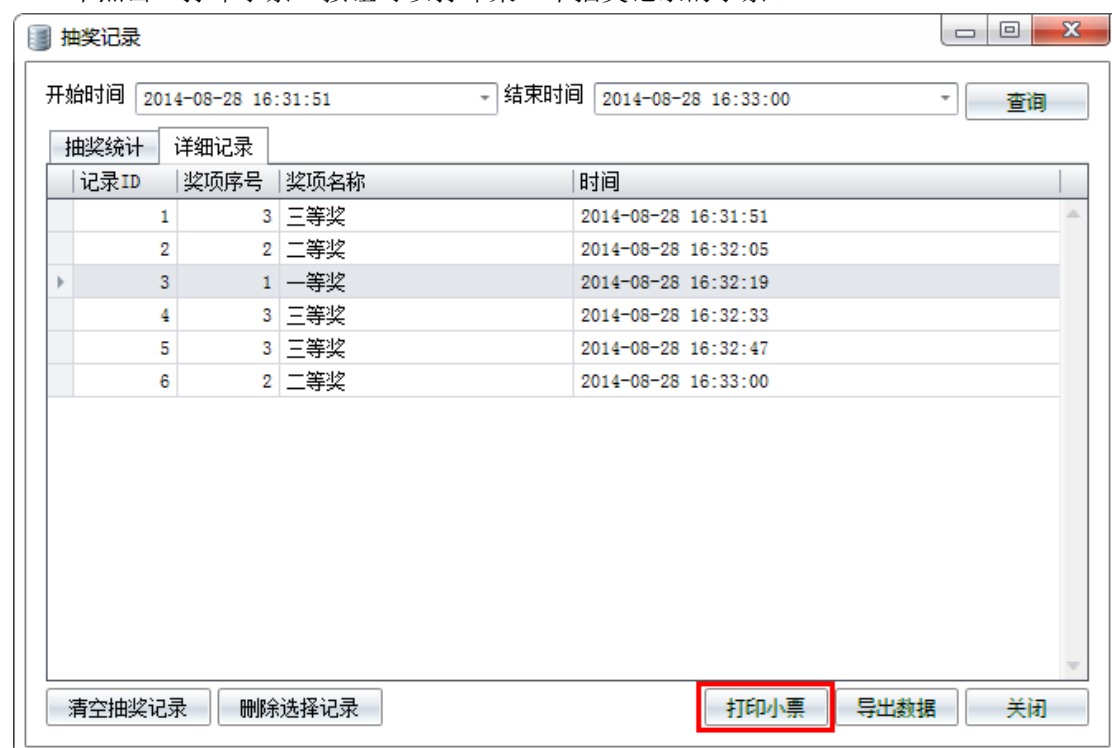 抽奖记录
开始时间 2014-08-28 16:31:51 结束时间 2014-08-28 16:33:00 查询
抽奖统计 详细记录
记录ID 奖项序号 奖项名称 时间
1 3 三等奖 2014-08-28 16:31:51
2 2 二等奖 2014-08-28 16:32:05
3 1 一等奖 2014-08-28 16:32:19
4 3 三等奖 2014-08-28 16:32:33
5 3 三等奖 2014-08-28 16:32:47
6 2 二等奖 2014-08-28 16:33:00
清空抽奖记录 删除选择记录 打印小票 导出数据 关闭